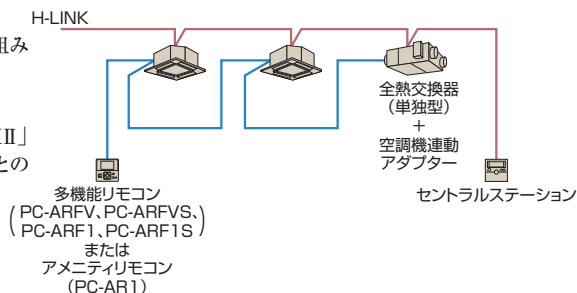 H-LINK
組み
II」
との
全熱交換器
(単独型)
+
空調機連動
アダプター
セントラルステーション
多機能リモコン
(PC-ARFV、PC-ARFVS、
PC-ARF1、PC-ARF1S)
または
アメニティリモコン
(PC-AR1)